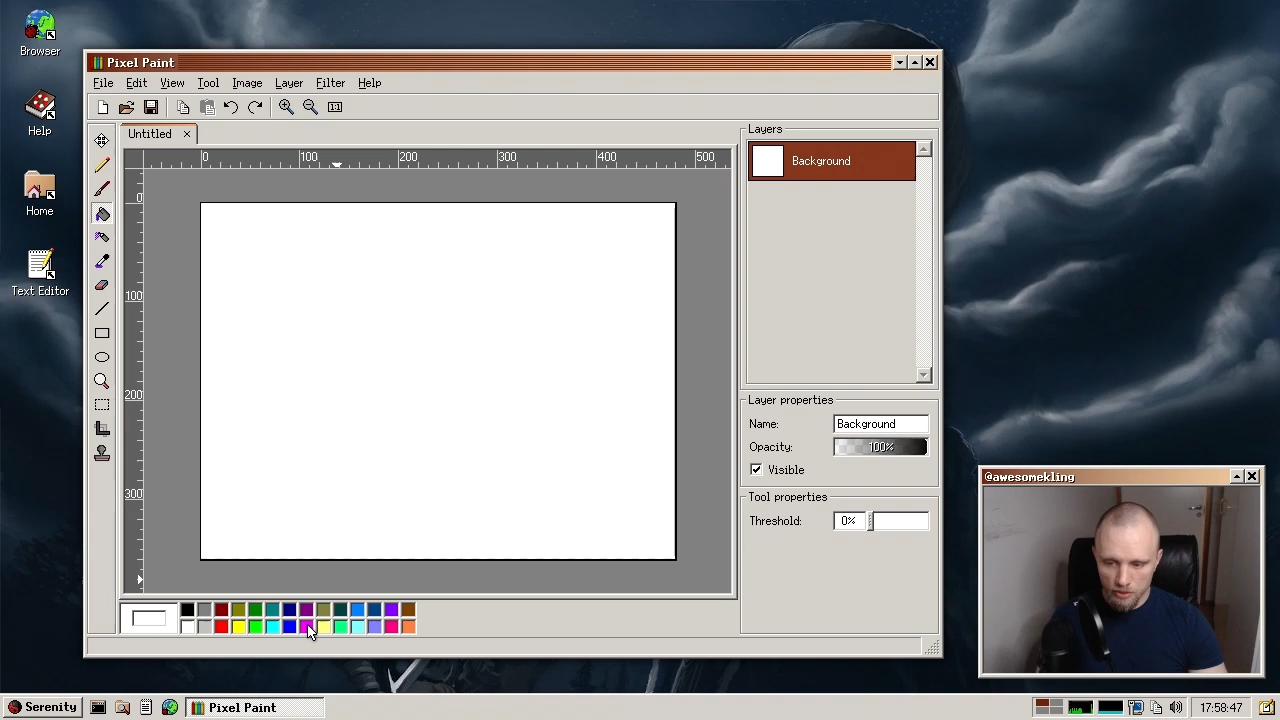 Browser
Help
Home
Text Editor
Pixel Paint
File Edit View Tool Image Layer Filter Help
1:1
Untitled
0 100 200 300 400 500
0
100
200
300
Layers
Background
Layer properties
Name: Background
Opacity: 100%
Visible
Tool properties
Threshold: 0%
@awesomekling
Serenity
Pixel Paint
17:58:47